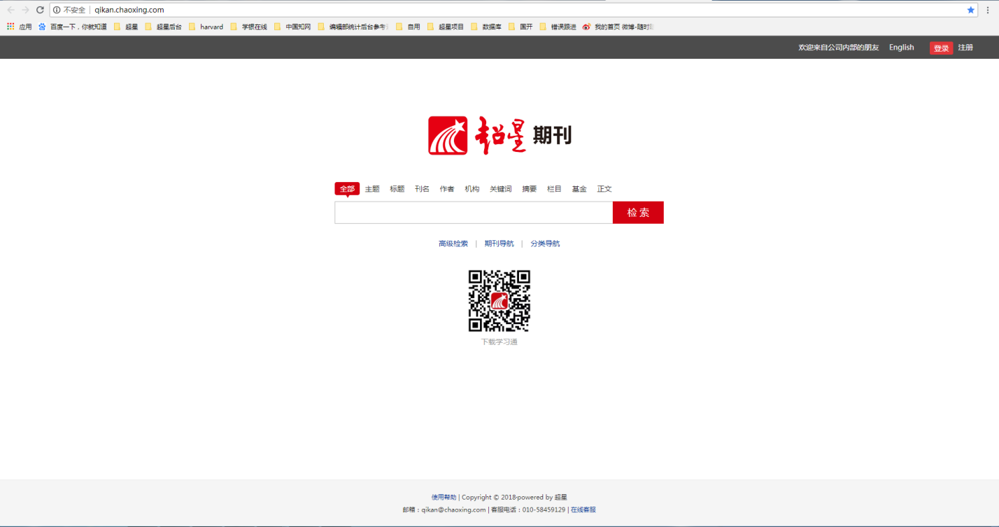 不安全 qikan.chaoxing.com
应用 百度一下，你就知道 超星 超星后台 harvard 学银在线 中国知网 编辑部统计后台参考 自用 超星项目 数据库 国开 错误跟进 我的首页 微博-随时
欢迎来自公司内部的朋友 English 登录 注册
超星 期刊
全部 主题 标题 刊名 作者 机构 关键词 摘要 栏目 基金 正文
检 索
高级检索 | 期刊导航 | 分类导航
下载学习通
使用帮助 | Copyright © 2018-powered by 超星
邮箱：qikan@chaoxing.com | 客服电话：010-58459129 | 在线客服